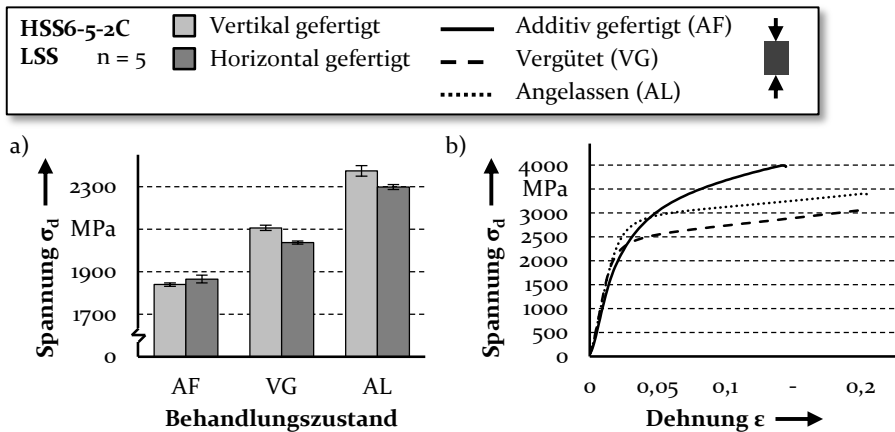 HSS6-5-2C
LSS n = 5
Vertikal gefertigt
Horizontal gefertigt
Additiv gefertigt (AF)
Vergütet (VG)
Angelassen (AL)
a)
Spannung σd
2300
MPa
1900
1700
0
AF VG AL
Behandlungszustand
b)
Spannung σd
4000
MPa
3000
2500
2000
1500
1000
500
0
0 0,05 0,1 - 0,2
Dehnung ε